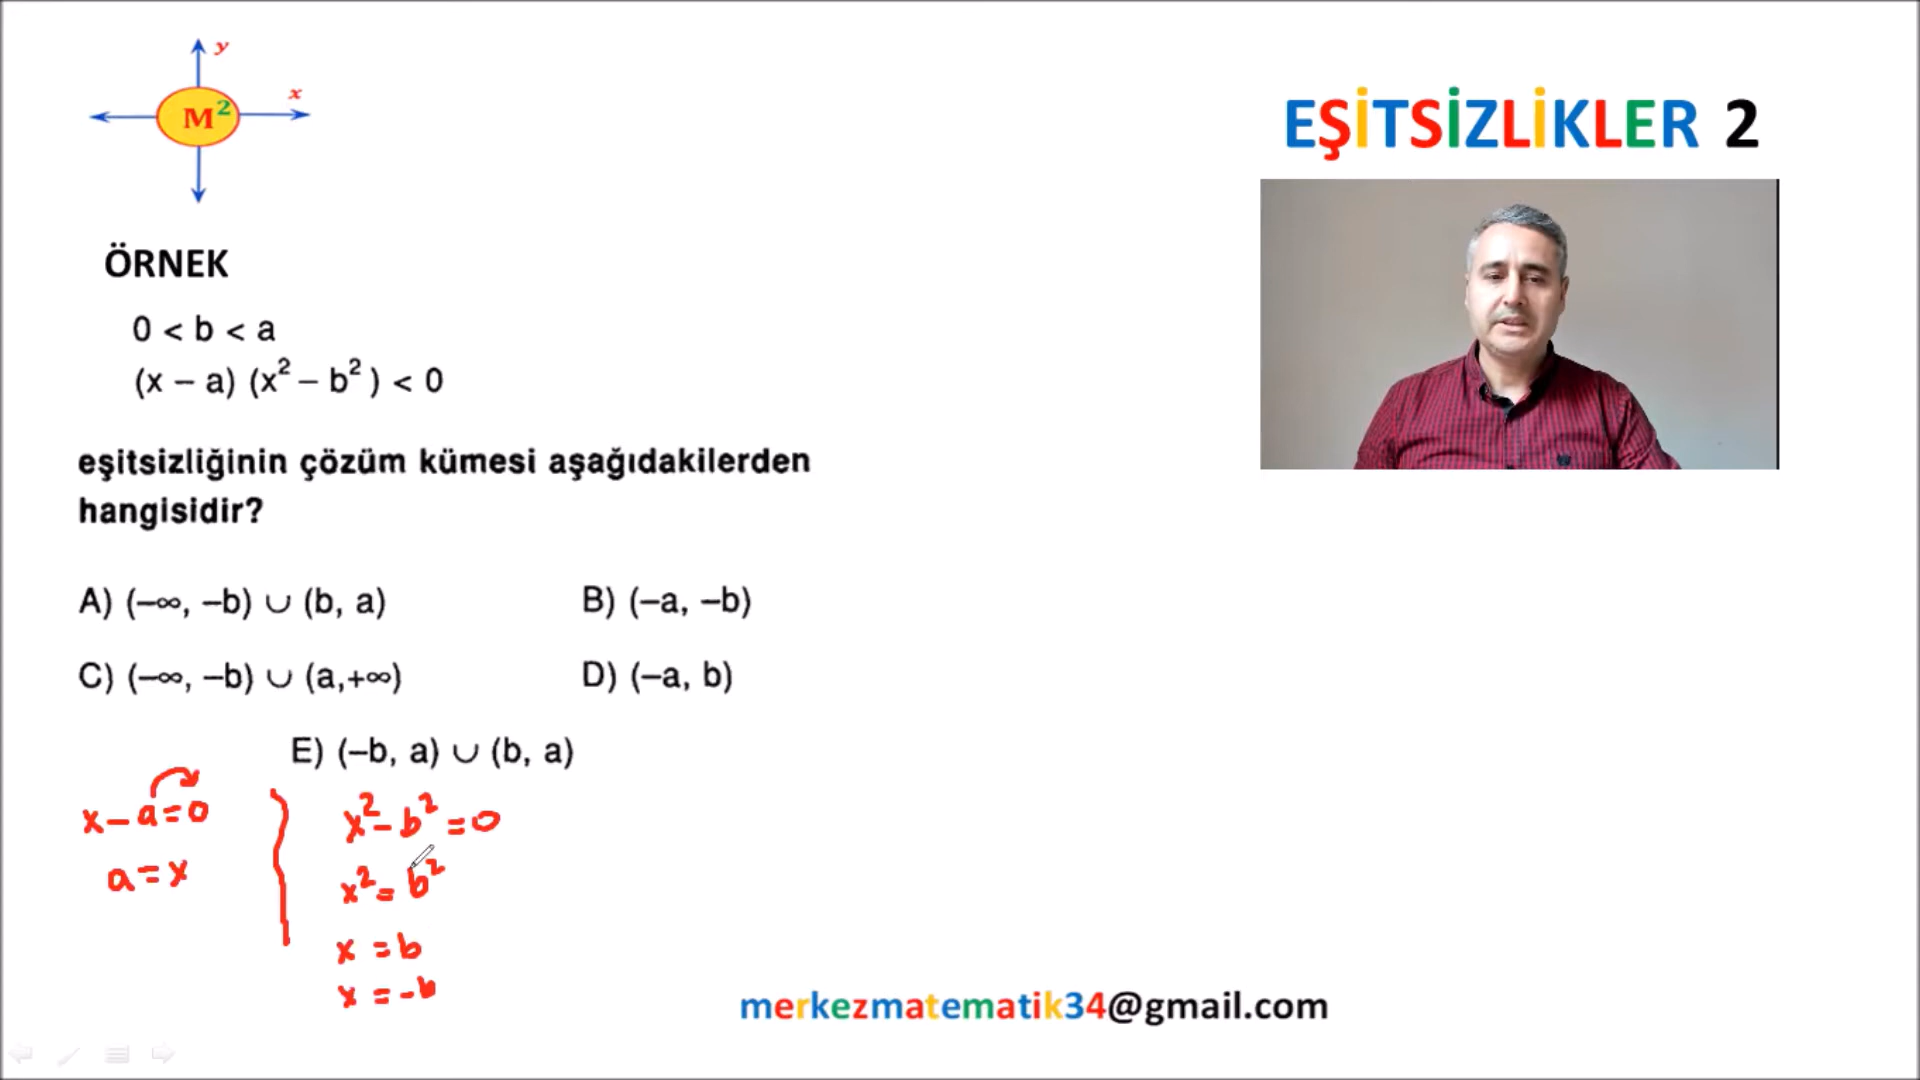 y
x
M²
EŞİTSİZLİKLER 2
ÖRNEK
0 < b < a
(x – a) (x² – b² ) < 0
eşitsizliğinin çözüm kümesi aşağıdakilerden
hangisidir?
A) (–∞, –b) ∪ (b, a)
B) (–a, –b)
C) (–∞, –b) ∪ (a,+∞)
D) (–a, b)
E) (–b, a) ∪ (b, a)
x – a = 0
a = x
x² – b² = 0
x² = b²
x = b
x = -b
merkezmatematik34@gmail.com